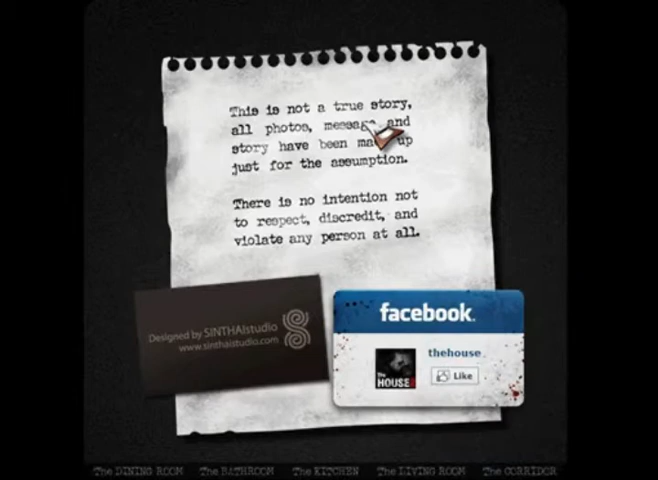 This is not a true story,
all photos, message and
story have been made up
just for the assumption.
There is no intention not
to respect, discredit, and
violate any person at all.
Designed by SINTHAIstudio
www.sinthaistudio.com
facebook.
thehouse
The
HOUSE
Like
The DINING ROOM The BATHROOM The KITCHEN The LIVING ROOM The CORRIDOR